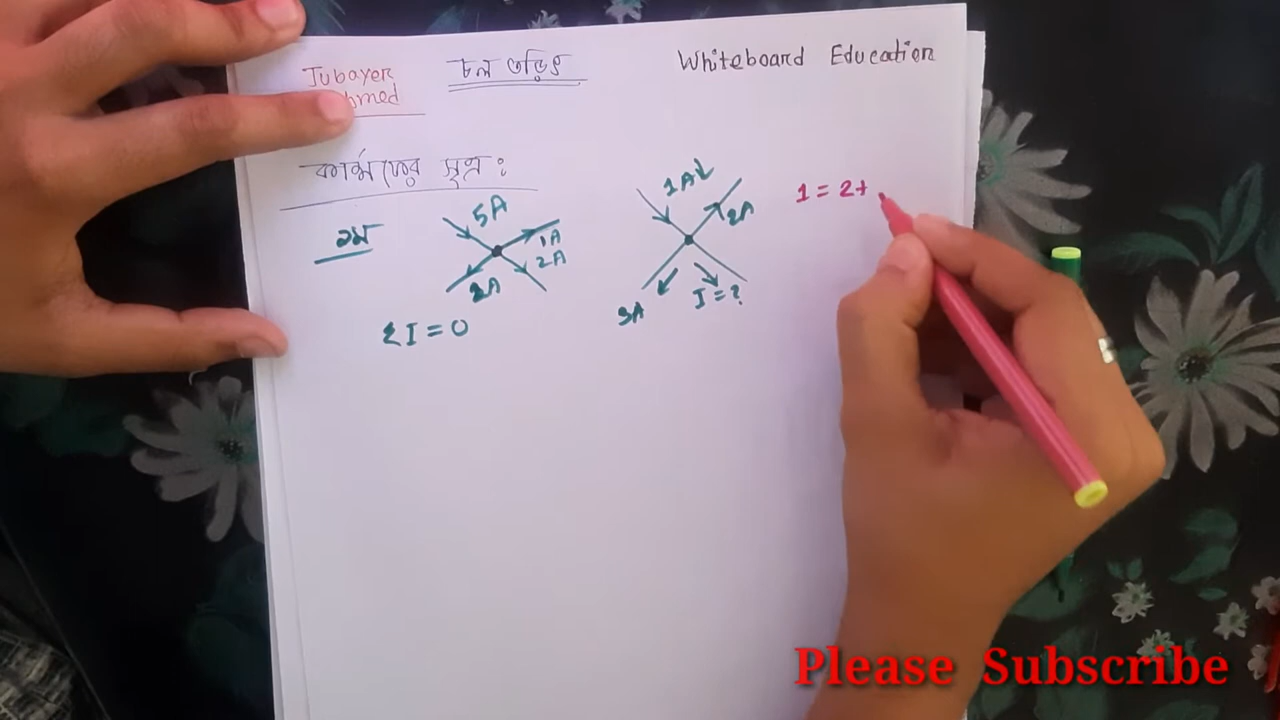 Jubayer
চল তড়িৎ
Whiteboard Education
কার্শফের সূত্র :
১ম
5A
1A
2A
2A
ΣI = 0
1A
2A
3A
I = ?
1 = 2+
Please Subscribe